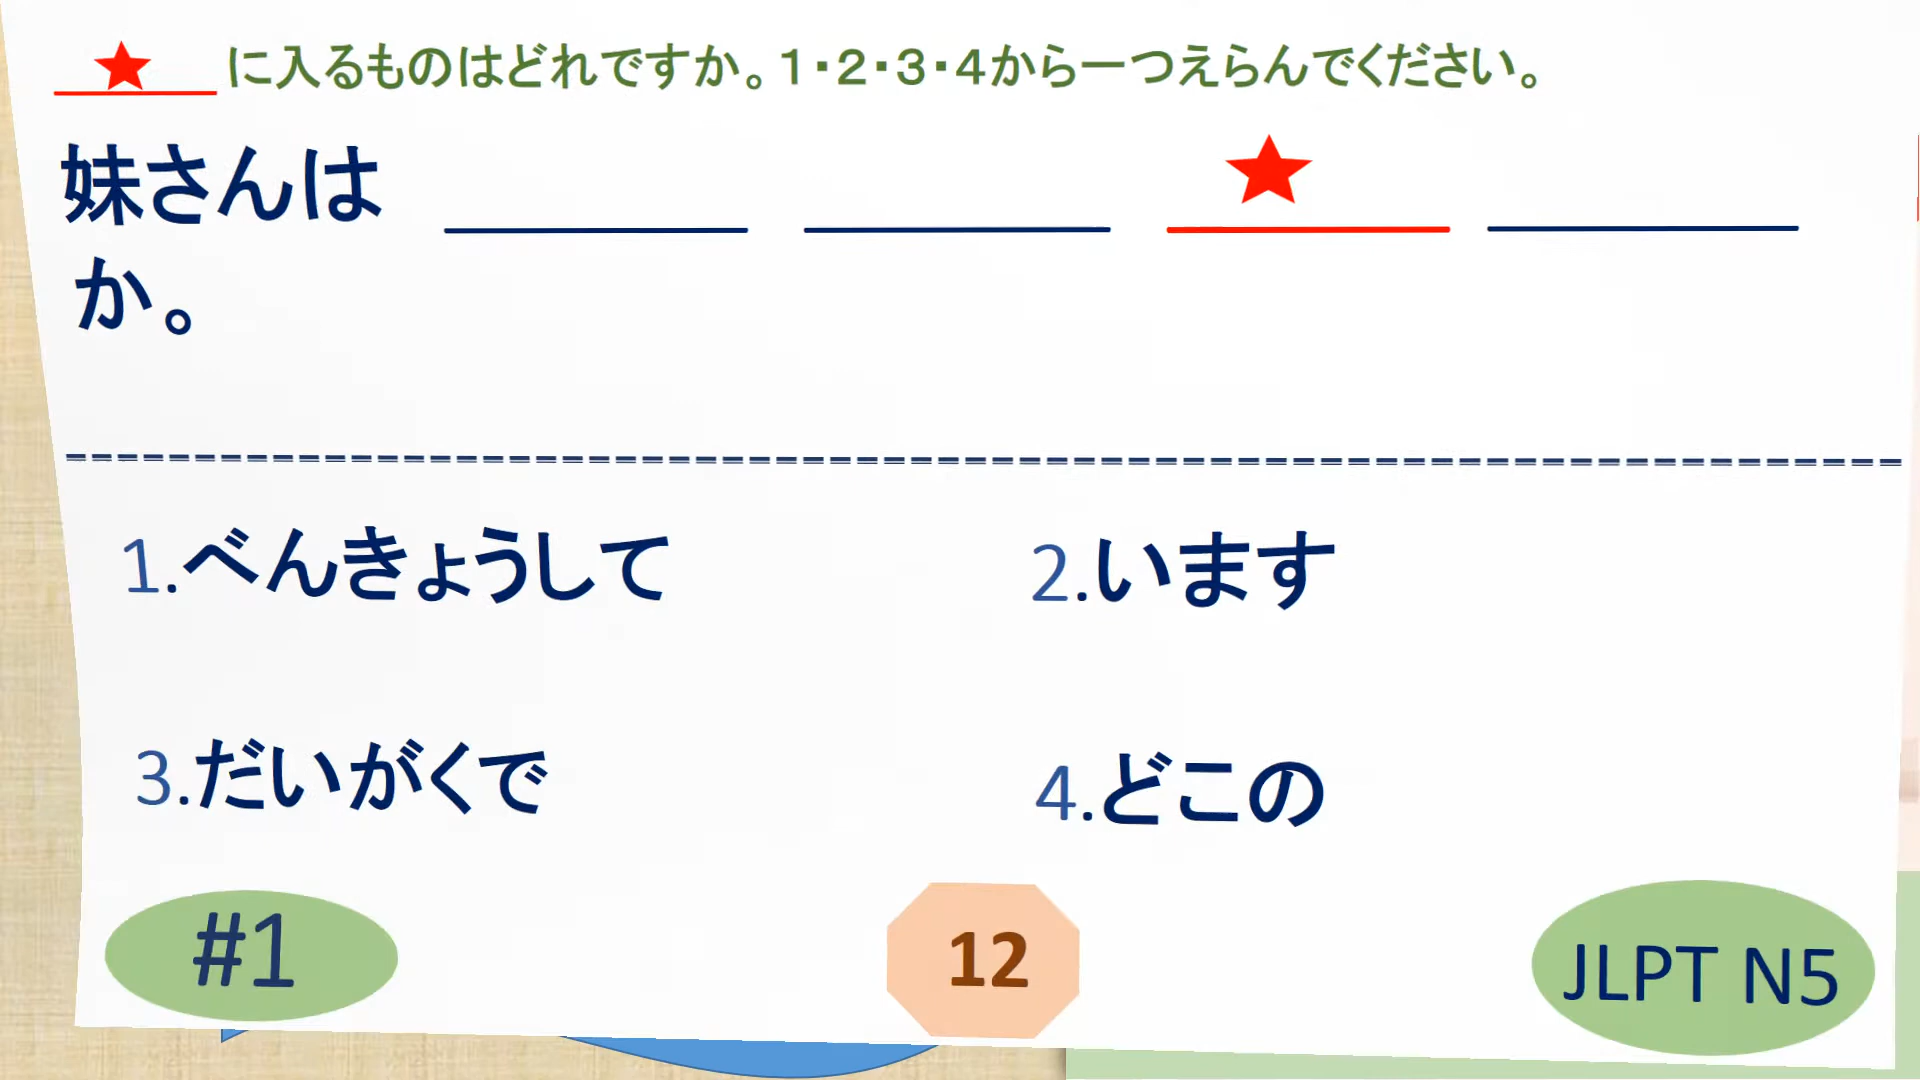 ★ に入るものはどれですか。1・2・3・4から一つえらんでください。
妹さんは ★
か。
1.べんきょうして
2.います
3.だいがくで
4.どこの
#1
12
JLPT N5